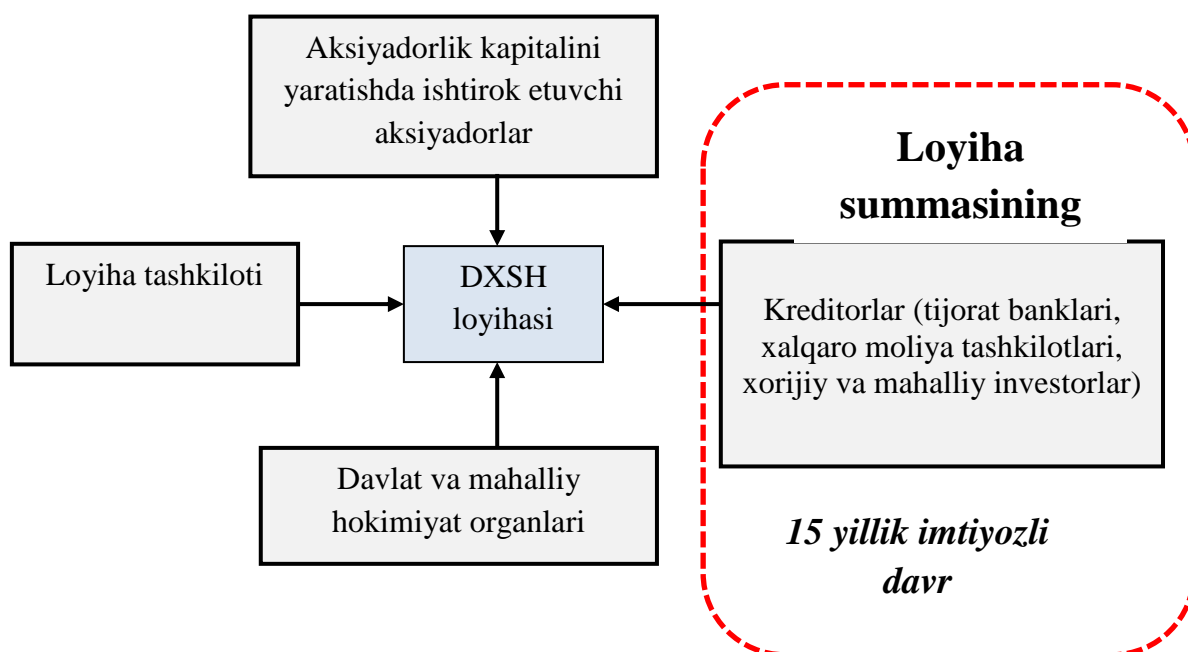 Aksiyadorlik kapitalini
yaratishda ishtirok etuvchi
aksiyadorlar
Loyiha
summasining
Loyiha tashkiloti
DXSH
loyihasi
Kreditorlar (tijorat banklari,
xalqaro moliya tashkilotlari,
xorijiy va mahalliy investorlar)
Davlat va mahalliy
hokimiyat organlari
15 yillik imtiyozli
davr